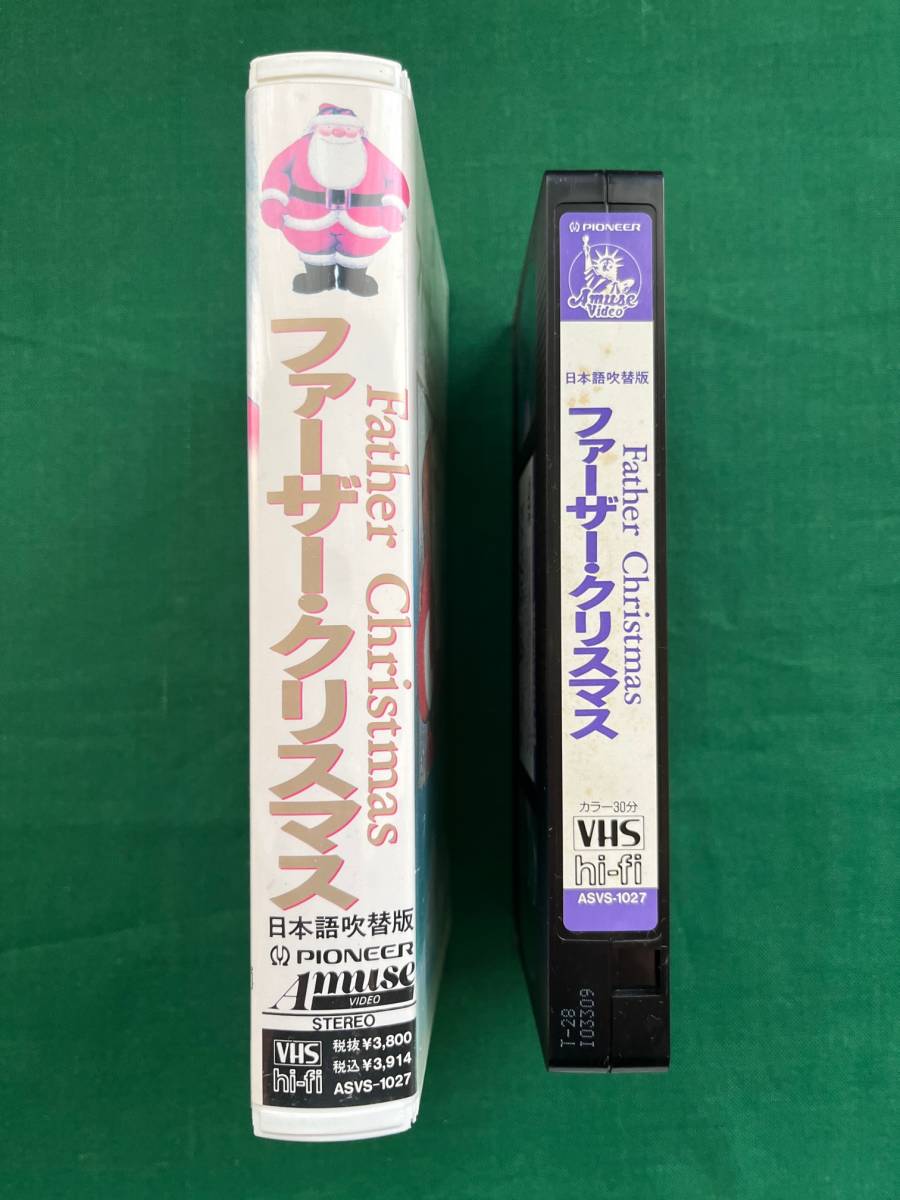 Father Christmas
ファーザー・クリスマス
日本語吹替版
PIONEER
Amuse
VIDEO
STEREO
VHS
hi-fi
税抜¥3,800
税込¥3,914
ASVS-1027
PIONEER
Amuse
Video
日本語吹替版
Father Christmas
ファーザー・クリスマス
カラー30分
VHS
hi-fi
ASVS-1027
T-28
I03309